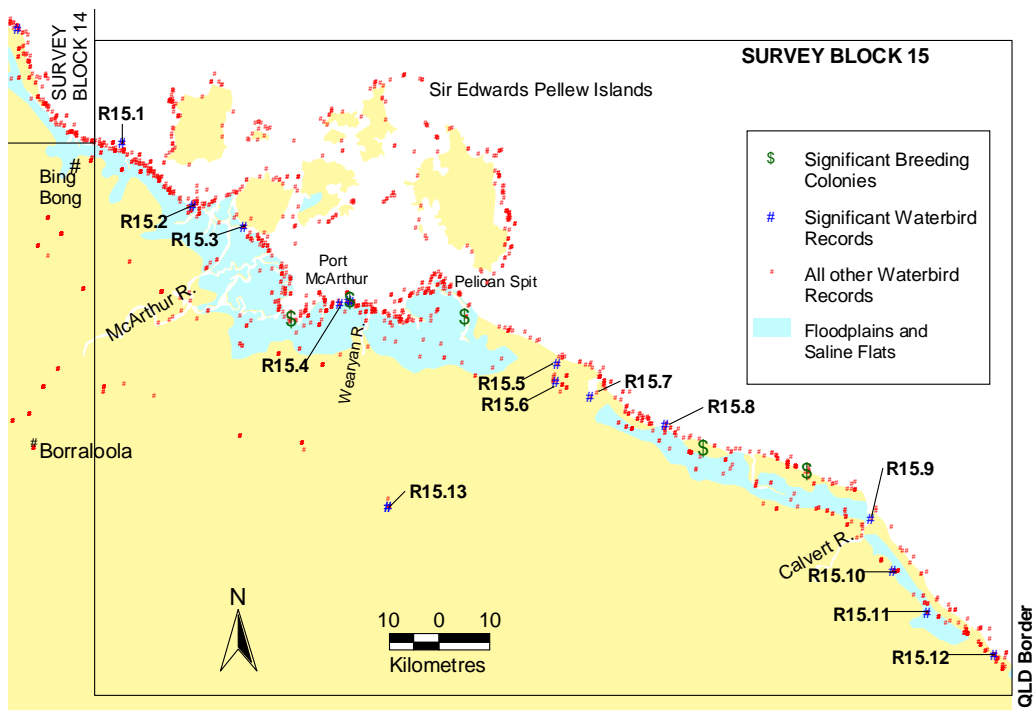 SURVEY
BLOCK 14
SURVEY BLOCK 15
Sir Edwards Pellew Islands
R15.1
$ Significant Breeding
Colonies
# Significant Waterbird
Records
# All other Waterbird
Records
Floodplains and
Saline Flats
#
Bing
Bong
R15.2
R15.3
Port
McArthur
Pelican Spit
McArthur R.
R15.4
Wearyan R.
R15.5
R15.6
R15.7
R15.8
#
Borraloola
R15.9
R15.13
Calvert R.
R15.10
R15.11
R15.12
N
10 0 10
Kilometres
QLD Border